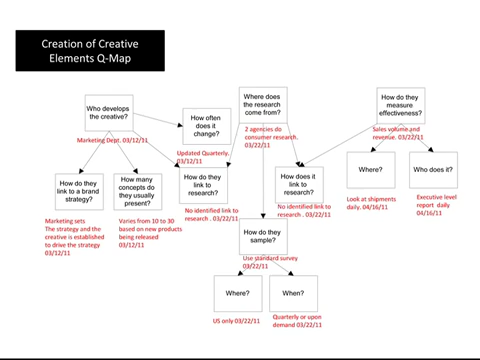 Creation of Creative
Elements Q-Map
Who develops
the creative?
Marketing Dept. 03/12/11
How often
does it
change?
Updated Quarterly.
03/12/11
Where does
the research
come from?
2 agencies do
consumer research.
03/22/11
How do they
measure
effectiveness?
Sales volume and
revenue. 03/22/11
How do they
link to a brand
strategy?
Marketing sets
The strategy and the
creative is established
to drive the strategy
03/12/11
How many
concepts do they
usually present?
Varies from 10 to 30
based on new products
being released
03/12/11
How do they
link to
research?
No identified link to
research . 03/22/11
How does it
link to
research?
No identified link to
research . 03/22/11
Where?
Look at shipments
daily. 04/16/11
Who does it?
Executive level
report daily
04/16/11
How do they
sample?
Use standard survey
03/22/11
Where?
US only 03/22/11
When?
Quarterly or upon
demand 03/22/11